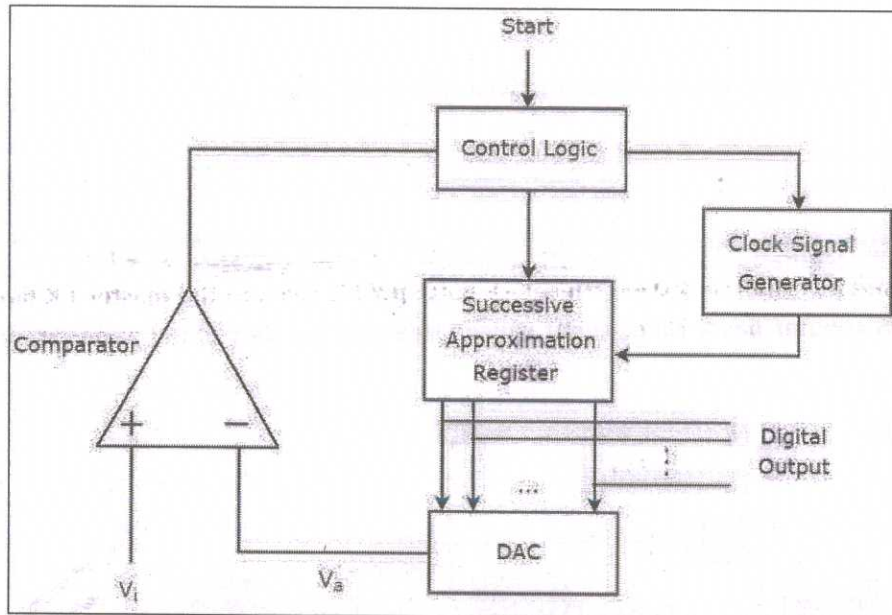 Start
Control Logic
Clock Signal
Generator
Successive
Approximation
Register
Comparator
+
−
Digital
Output
...
DAC
Vi
Va